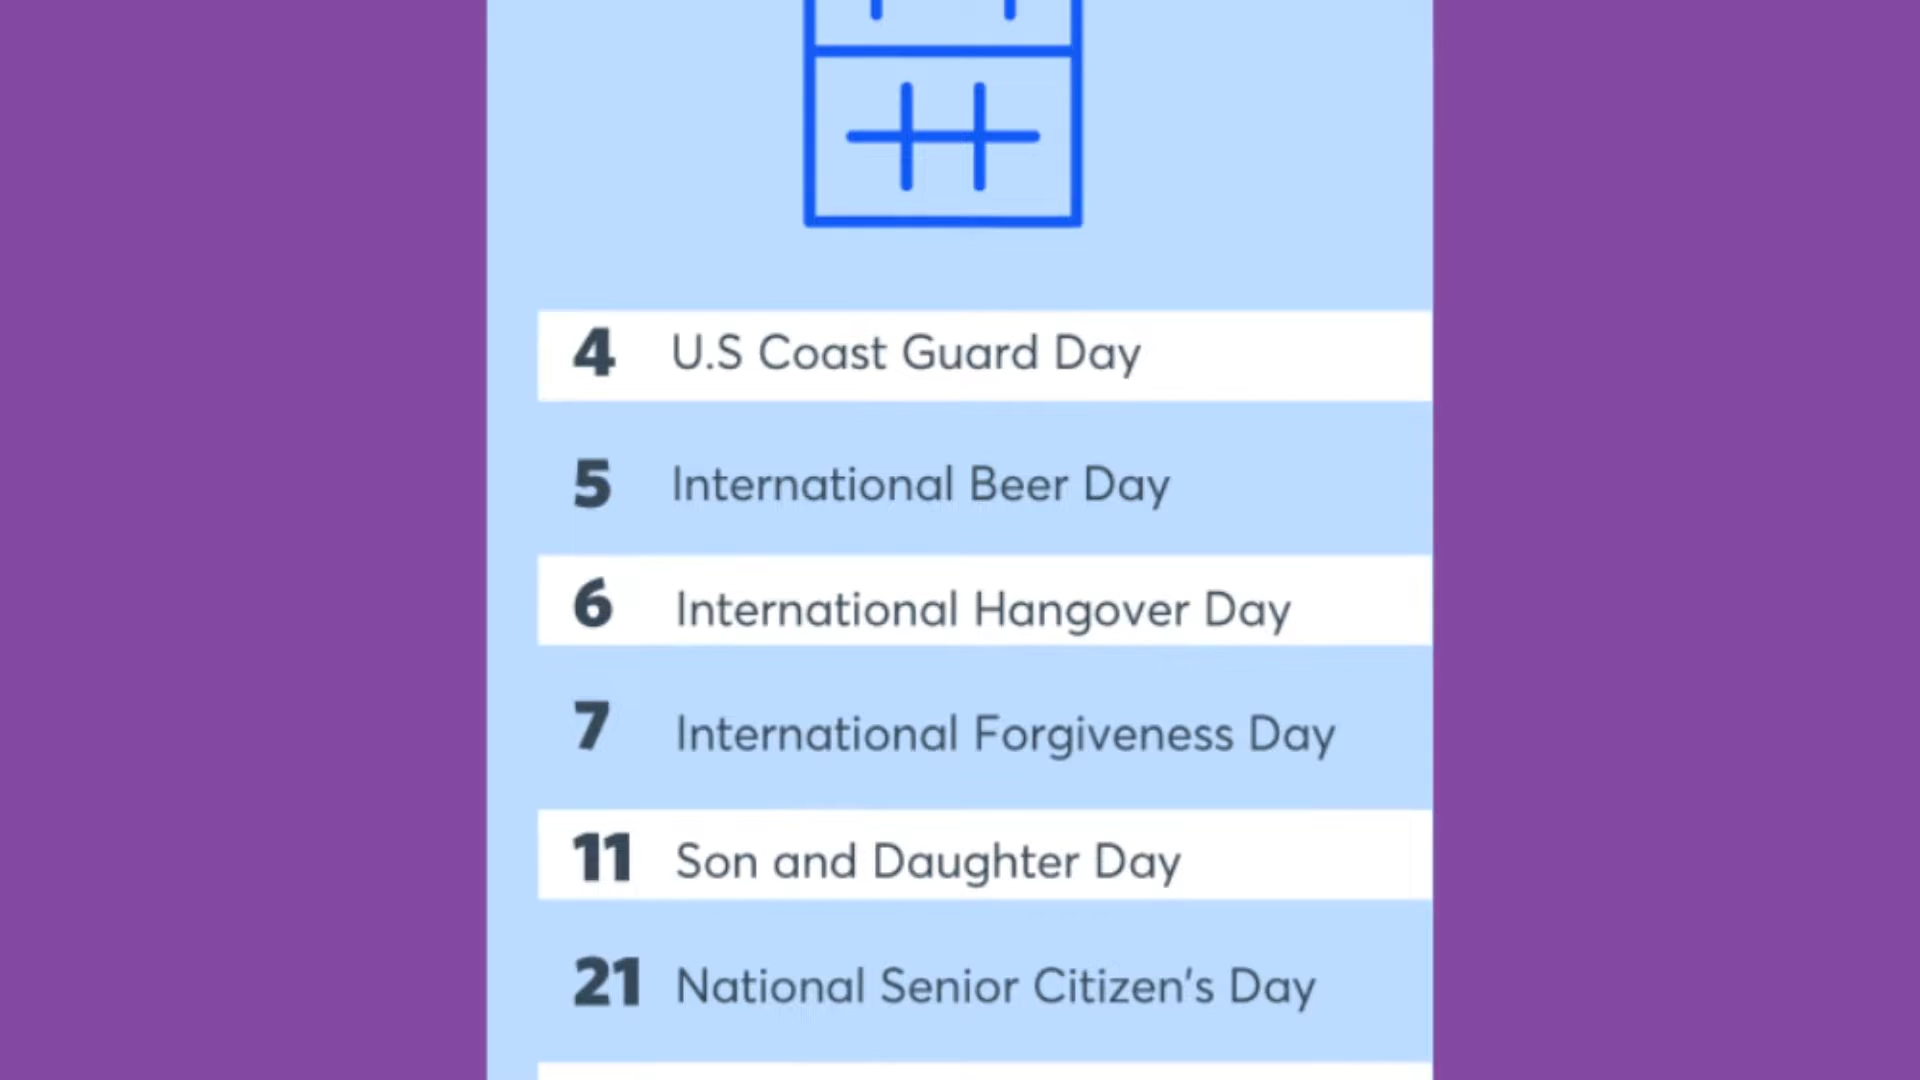 4 U.S Coast Guard Day
5 International Beer Day
6 International Hangover Day
7 International Forgiveness Day
11 Son and Daughter Day
21 National Senior Citizen's Day